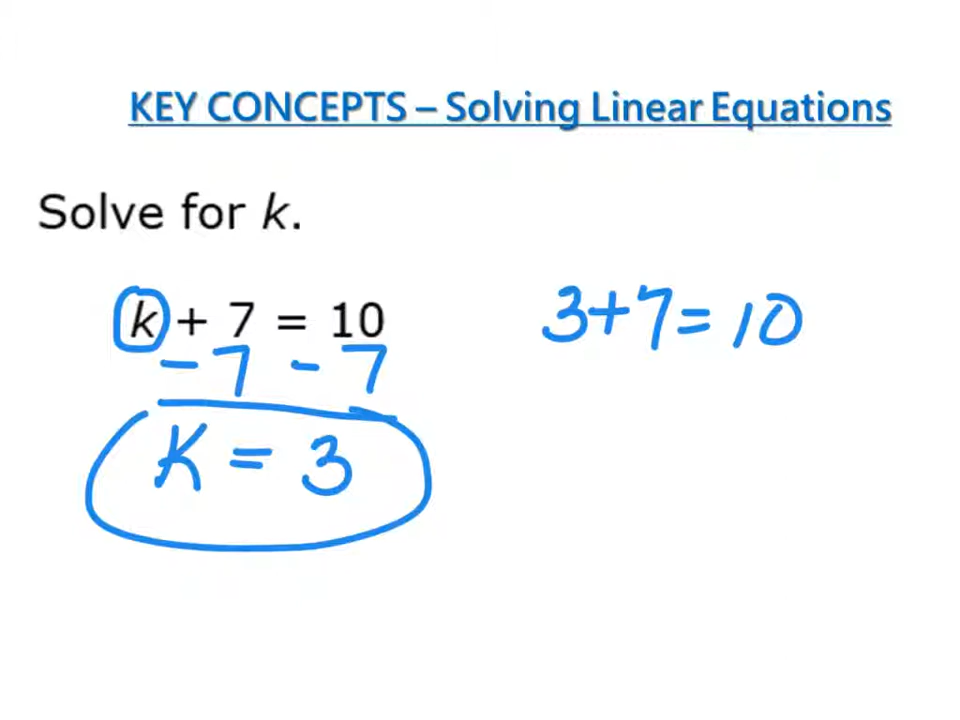 KEY CONCEPTS – Solving Linear Equations
Solve for k.
k + 7 = 10
- 7 - 7
K = 3
3+7=10